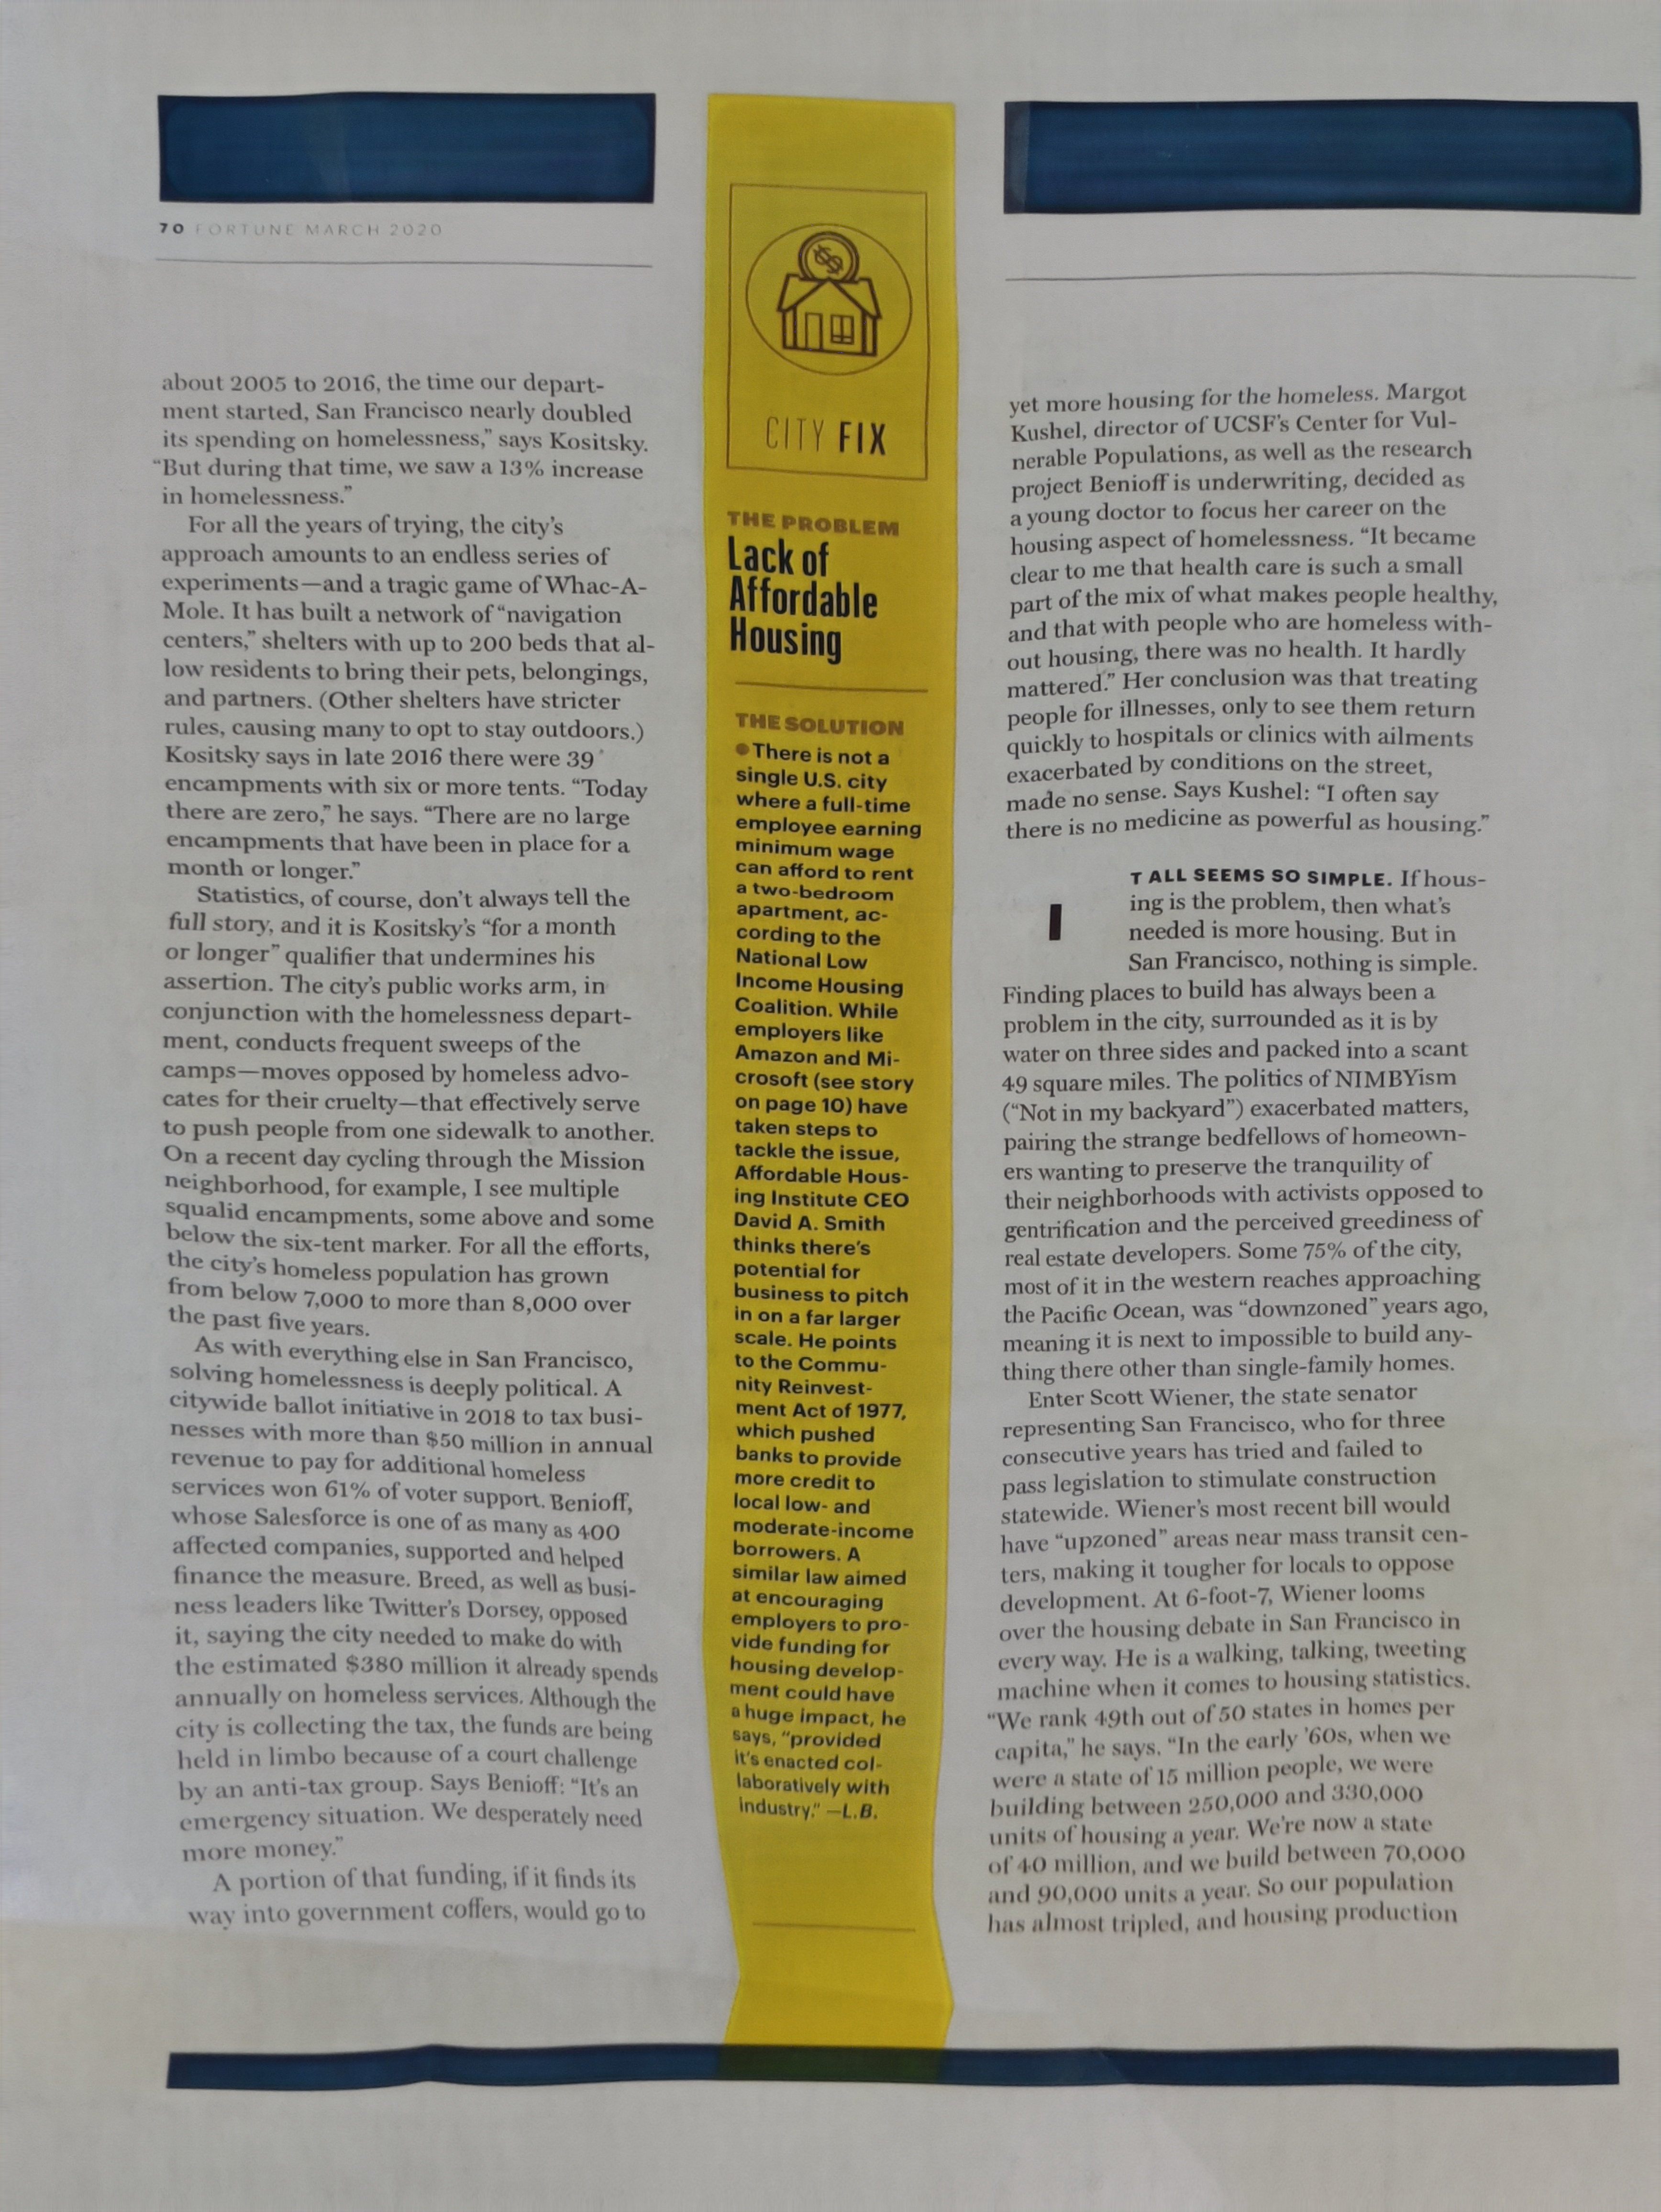 70 FORTUNE MARCH 2020
about 2005 to 2016, the time our depart-
ment started, San Francisco nearly doubled
its spending on homelessness,” says Kositsky.
“But during that time, we saw a 13% increase
in homelessness.”
For all the years of trying, the city’s
approach amounts to an endless series of
experiments—and a tragic game of Whac-A-
Mole. It has built a network of “navigation
centers,” shelters with up to 200 beds that al-
low residents to bring their pets, belongings,
and partners. (Other shelters have stricter
rules, causing many to opt to stay outdoors.)
Kositsky says in late 2016 there were 39
encampments with six or more tents. “Today
there are zero,” he says. “There are no large
encampments that have been in place for a
month or longer.”
Statistics, of course, don’t always tell the
full story, and it is Kositsky’s “for a month
or longer” qualifier that undermines his
assertion. The city’s public works arm, in
conjunction with the homelessness depart-
ment, conducts frequent sweeps of the
camps—moves opposed by homeless advo-
cates for their cruelty—that effectively serve
to push people from one sidewalk to another.
On a recent day cycling through the Mission
neighborhood, for example, I see multiple
squalid encampments, some above and some
below the six-tent marker. For all the efforts,
the city’s homeless population has grown
from below 7,000 to more than 8,000 over
the past five years.
As with everything else in San Francisco,
solving homelessness is deeply political. A
citywide ballot initiative in 2018 to tax busi-
nesses with more than $50 million in annual
revenue to pay for additional homeless
services won 61% of voter support. Benioff,
whose Salesforce is one of as many as 400
affected companies, supported and helped
finance the measure. Breed, as well as busi-
ness leaders like Twitter’s Dorsey, opposed
it, saying the city needed to make do with
the estimated $380 million it already spends
annually on homeless services. Although the
city is collecting the tax, the funds are being
held in limbo because of a court challenge
by an anti-tax group. Says Benioff: “It’s an
emergency situation. We desperately need
more money.”
A portion of that funding, if it finds its
way into government coffers, would go to
CITY FIX
THE PROBLEM
Lack of
Affordable
Housing
THE SOLUTION
● There is not a
single U.S. city
where a full-time
employee earning
minimum wage
can afford to rent
a two-bedroom
apartment, ac-
cording to the
National Low
Income Housing
Coalition. While
employers like
Amazon and Mi-
crosoft (see story
on page 10) have
taken steps to
tackle the issue,
Affordable Hous-
ing Institute CEO
David A. Smith
thinks there’s
potential for
business to pitch
in on a far larger
scale. He points
to the Commu-
nity Reinvest-
ment Act of 1977,
which pushed
banks to provide
more credit to
local low- and
moderate-income
borrowers. A
similar law aimed
at encouraging
employers to pro-
vide funding for
housing develop-
ment could have
a huge impact, he
says, “provided
it’s enacted col-
laboratively with
industry.” —L.B.
yet more housing for the homeless. Margot
Kushel, director of UCSF’s Center for Vul-
nerable Populations, as well as the research
project Benioff is underwriting, decided as
a young doctor to focus her career on the
housing aspect of homelessness. “It became
clear to me that health care is such a small
part of the mix of what makes people healthy,
and that with people who are homeless with-
out housing, there was no health. It hardly
mattered.” Her conclusion was that treating
people for illnesses, only to see them return
quickly to hospitals or clinics with ailments
exacerbated by conditions on the street,
made no sense. Says Kushel: “I often say
there is no medicine as powerful as housing.”
IT ALL SEEMS SO SIMPLE. If hous-
ing is the problem, then what’s
needed is more housing. But in
San Francisco, nothing is simple.
Finding places to build has always been a
problem in the city, surrounded as it is by
water on three sides and packed into a scant
49 square miles. The politics of NIMBYism
(“Not in my backyard”) exacerbated matters,
pairing the strange bedfellows of homeown-
ers wanting to preserve the tranquility of
their neighborhoods with activists opposed to
gentrification and the perceived greediness of
real estate developers. Some 75% of the city,
most of it in the western reaches approaching
the Pacific Ocean, was “downzoned” years ago,
meaning it is next to impossible to build any-
thing there other than single-family homes.
Enter Scott Wiener, the state senator
representing San Francisco, who for three
consecutive years has tried and failed to
pass legislation to stimulate construction
statewide. Wiener’s most recent bill would
have “upzoned” areas near mass transit cen-
ters, making it tougher for locals to oppose
development. At 6-foot-7, Wiener looms
over the housing debate in San Francisco in
every way. He is a walking, talking, tweeting
machine when it comes to housing statistics.
“We rank 49th out of 50 states in homes per
capita,” he says. “In the early ’60s, when we
were a state of 15 million people, we were
building between 250,000 and 330,000
units of housing a year. We’re now a state
of 40 million, and we build between 70,000
and 90,000 units a year. So our population
has almost tripled, and housing production